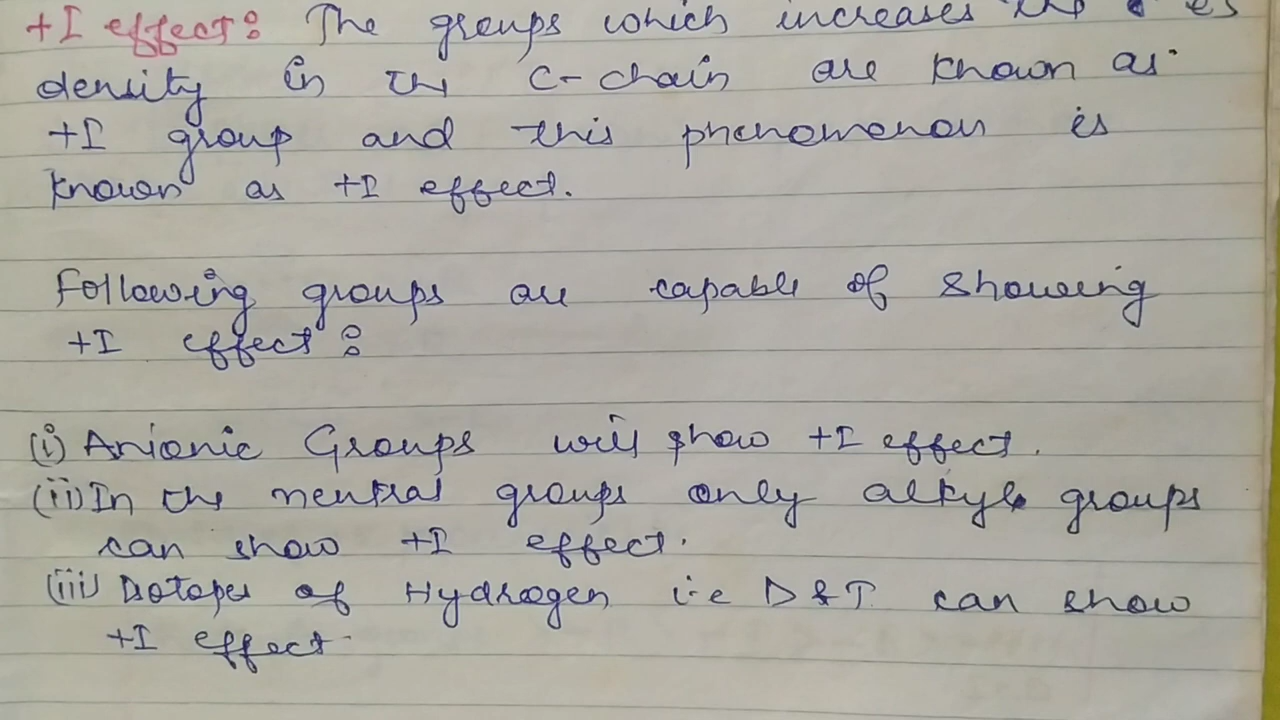 +I effect: The groups which increases the e es
density in the C-chain are known as
+I group and this phenomenon is
known as +I effect.
Following groups are capable of showing
+I effect:
(i) Anionic Groups will show +I effect.
(ii) In the neutral groups only alkyl groups
can show +I effect.
(iii) Isotopes of Hydrogen i.e D & T can show
+I effect.